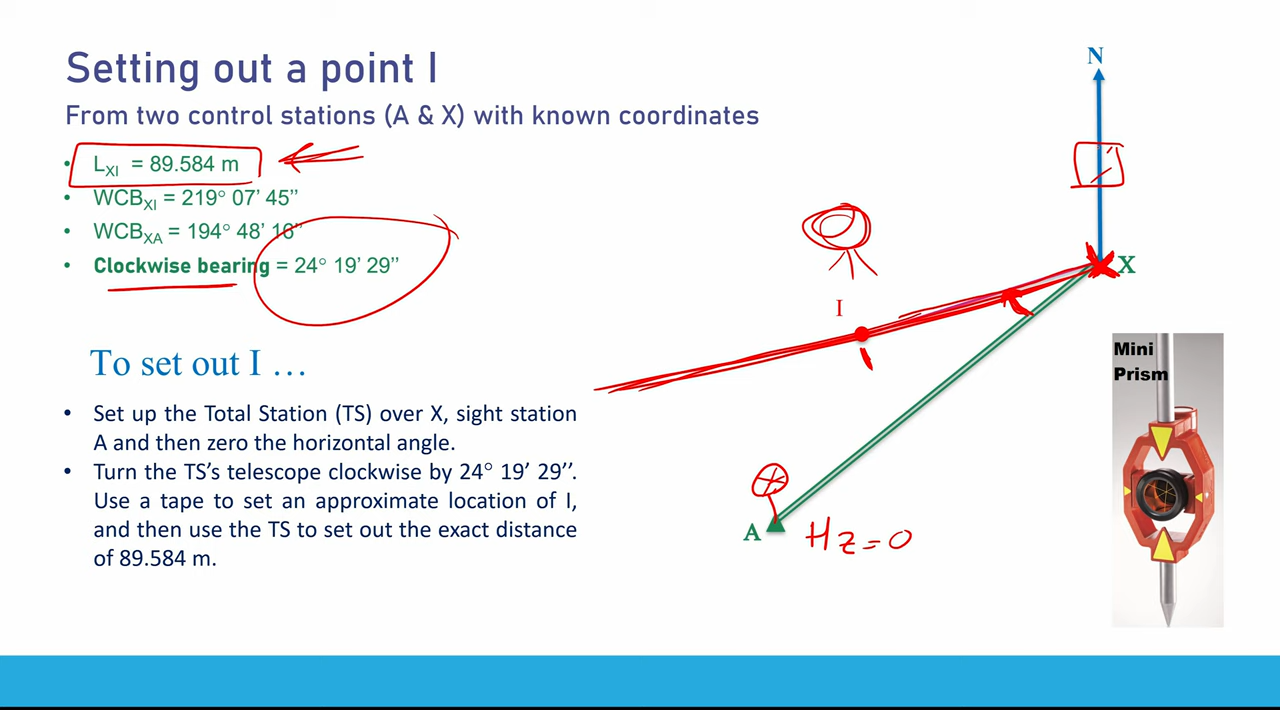 Setting out a point I
From two control stations (A & X) with known coordinates
• LXI = 89.584 m
• WCBXI = 219° 07' 45''
• WCBXA = 194° 48' 16''
• Clockwise bearing = 24° 19' 29''
To set out I …
• Set up the Total Station (TS) over X, sight station
A and then zero the horizontal angle.
• Turn the TS's telescope clockwise by 24° 19' 29''.
Use a tape to set an approximate location of I,
and then use the TS to set out the exact distance
of 89.584 m.
N
X
I
A
Hz=0
Mini
Prism